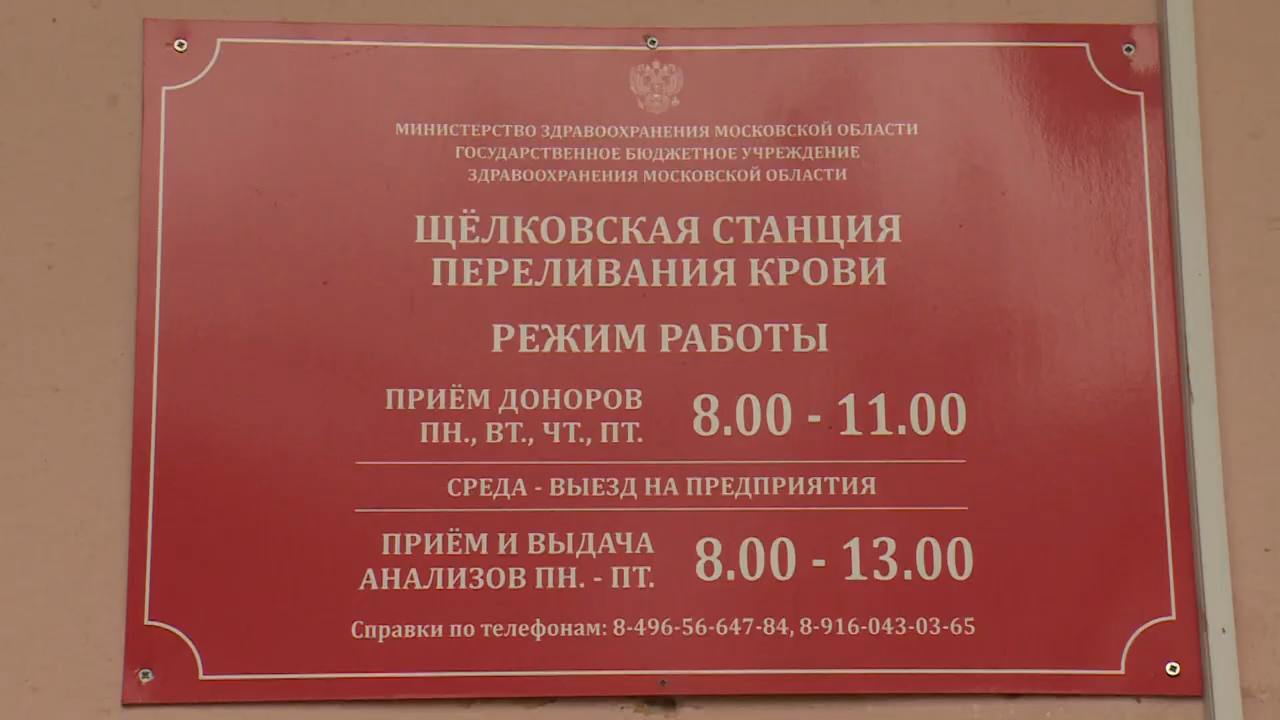 МИНИСТЕРСТВО ЗДРАВООХРАНЕНИЯ МОСКОВСКОЙ ОБЛАСТИ
ГОСУДАРСТВЕННОЕ БЮДЖЕТНОЕ УЧРЕЖДЕНИЕ
ЗДРАВООХРАНЕНИЯ МОСКОВСКОЙ ОБЛАСТИ
ЩЁЛКОВСКАЯ СТАНЦИЯ
ПЕРЕЛИВАНИЯ КРОВИ
РЕЖИМ РАБОТЫ
ПРИЁМ ДОНОРОВ
ПН., ВТ., ЧТ., ПТ.
8.00 - 11.00
СРЕДА - ВЫЕЗД НА ПРЕДПРИЯТИЯ
ПРИЁМ И ВЫДАЧА
АНАЛИЗОВ ПН. - ПТ.
8.00 - 13.00
Справки по телефонам: 8-496-56-647-84, 8-916-043-03-65